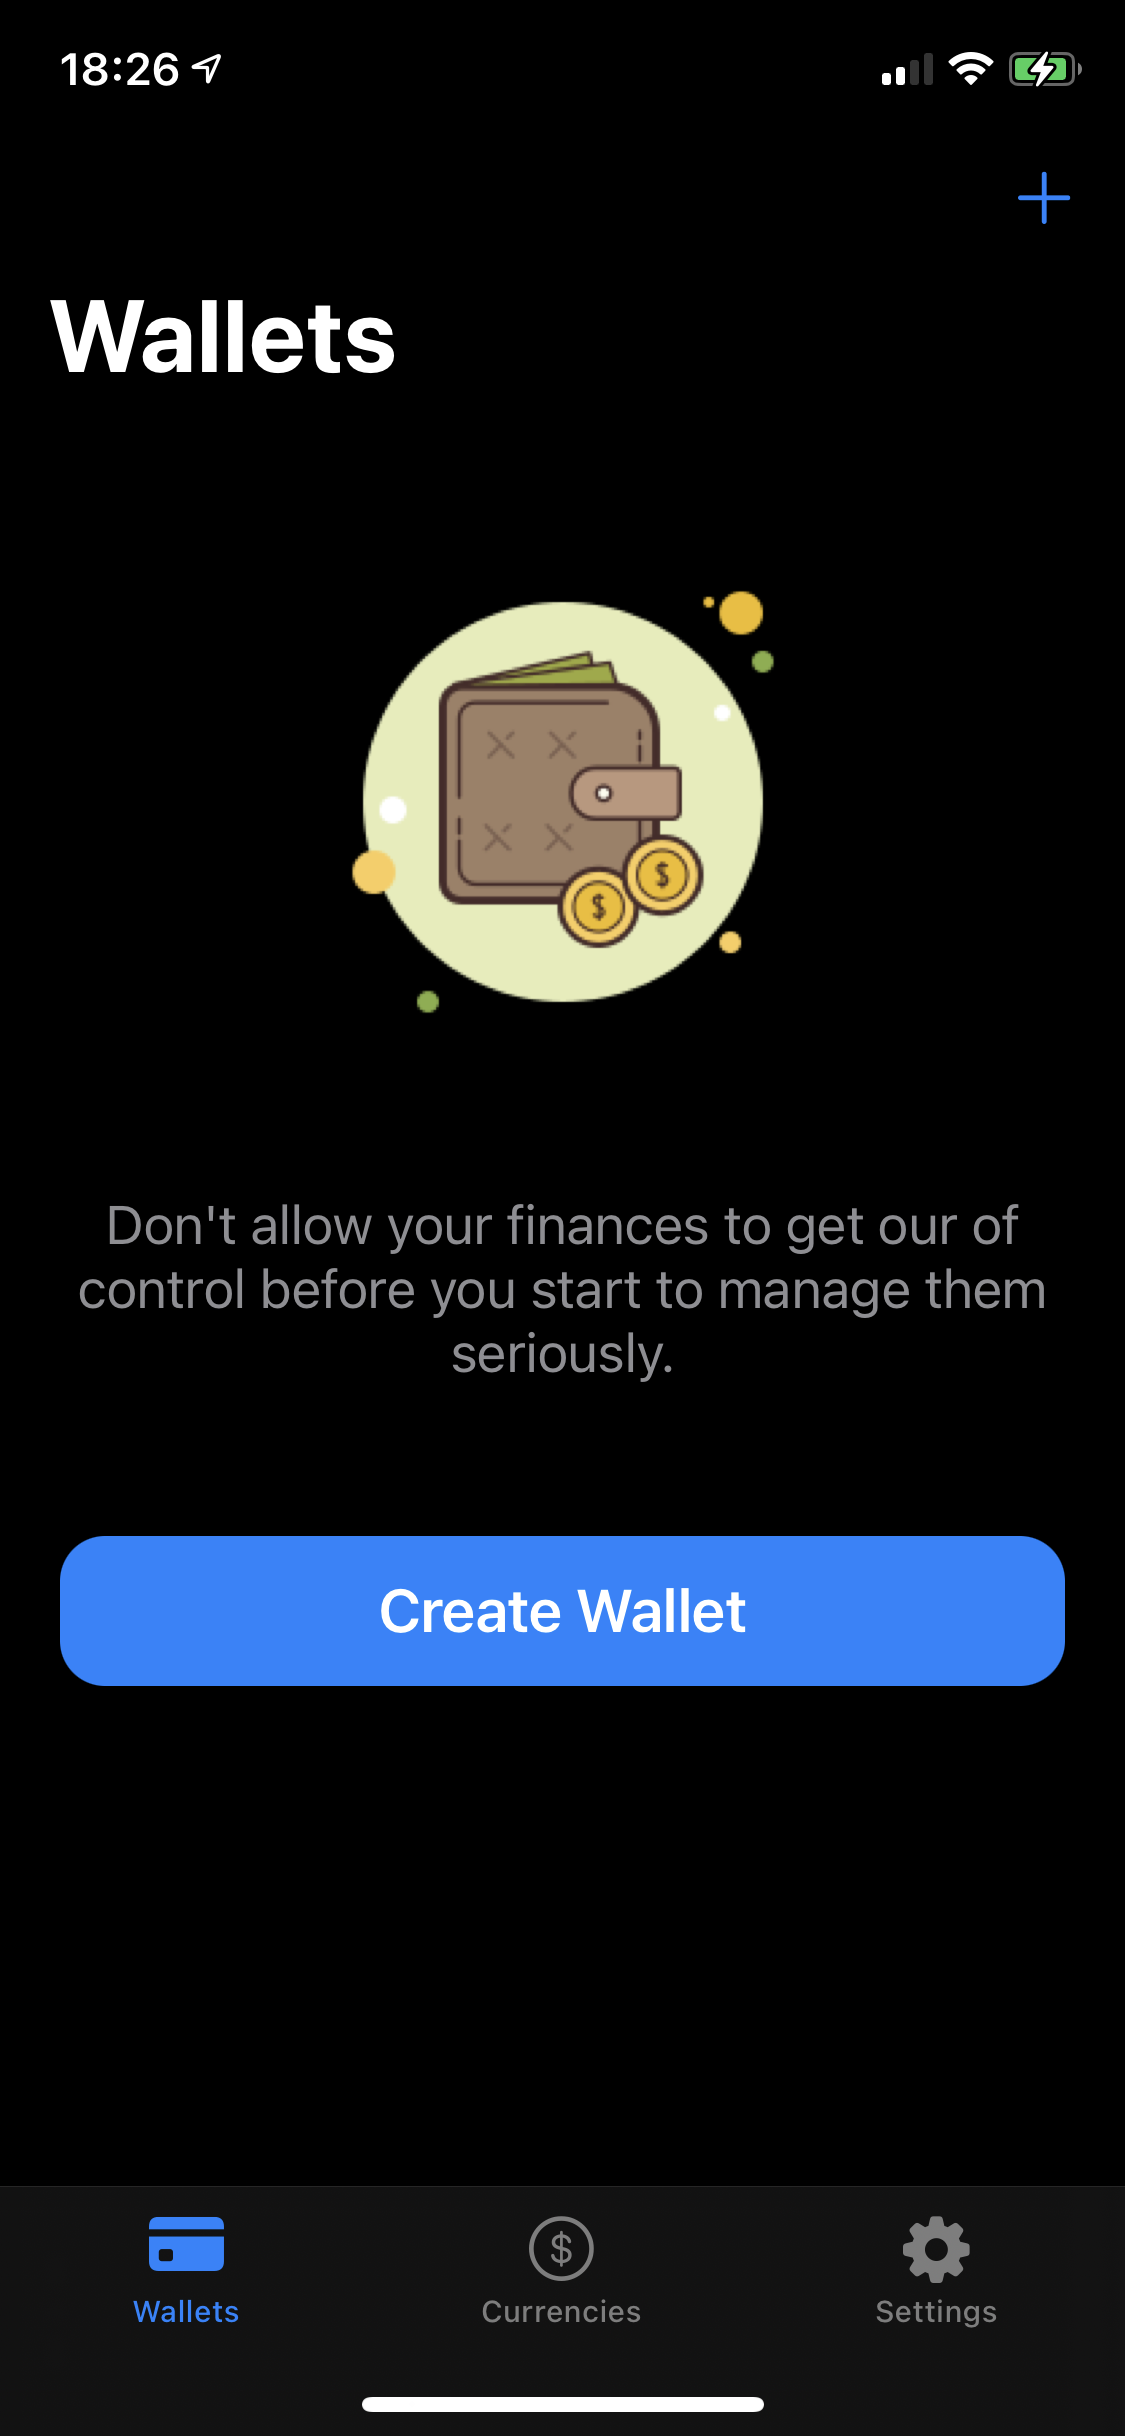 18:26
Wallets
$
$
Don't allow your finances to get our of
control before you start to manage them
seriously.
Create Wallet
$
Wallets
Currencies
Settings